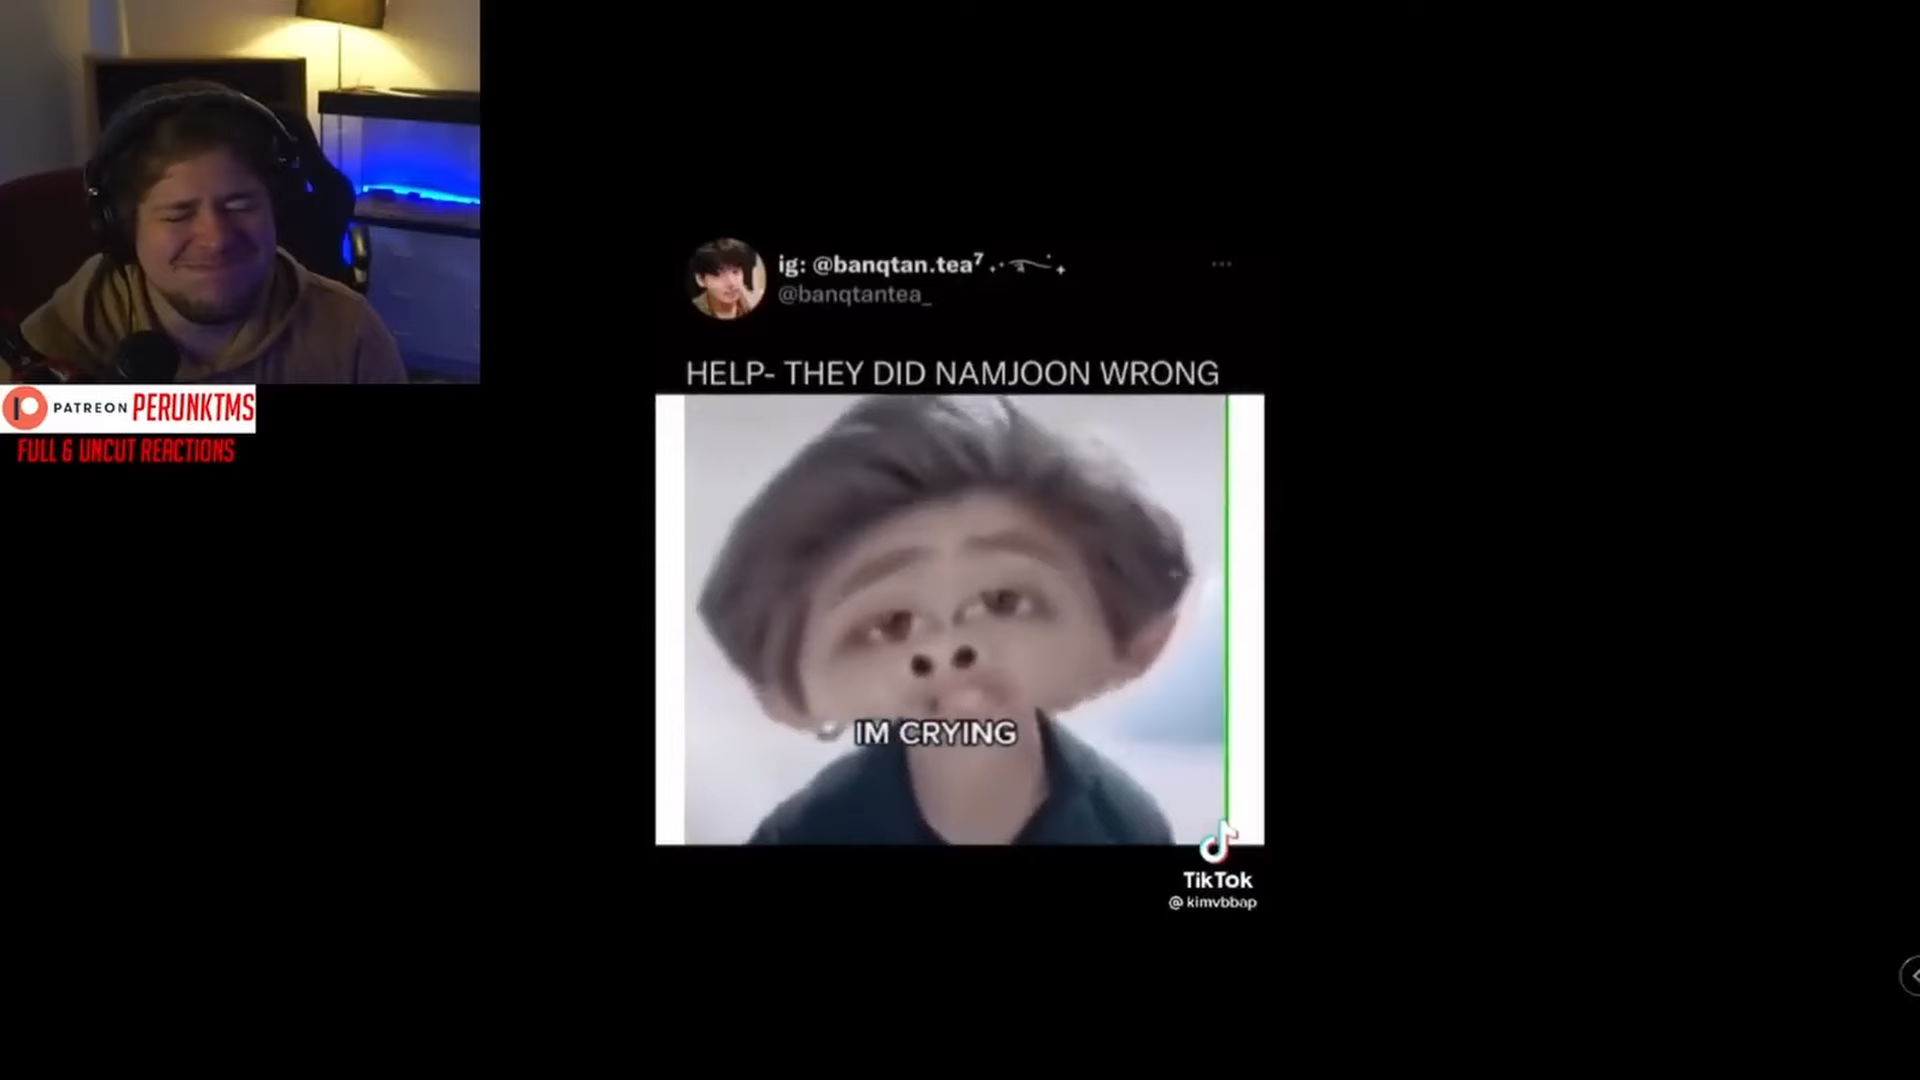 PATREON PERUNKTMS
FULL & UNCUT REACTIONS
ig: @banqtan.tea⁷
@banqtantea_
HELP- THEY DID NAMJOON WRONG
IM CRYING
TikTok
@kimvbbap